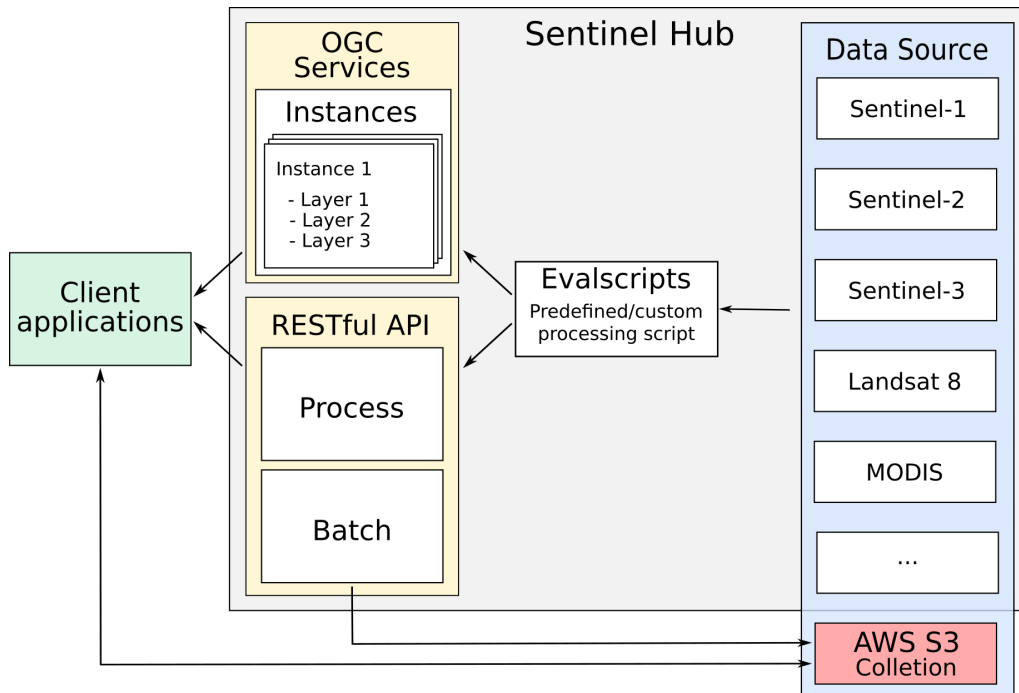 Sentinel Hub
OGC
Services
Instances
Instance 1
- Layer 1
- Layer 2
- Layer 3
Client
applications
RESTful API
Process
Batch
Evalscripts
Predefined/custom
processing script
Data Source
Sentinel-1
Sentinel-2
Sentinel-3
Landsat 8
MODIS
...
AWS S3
Colletion